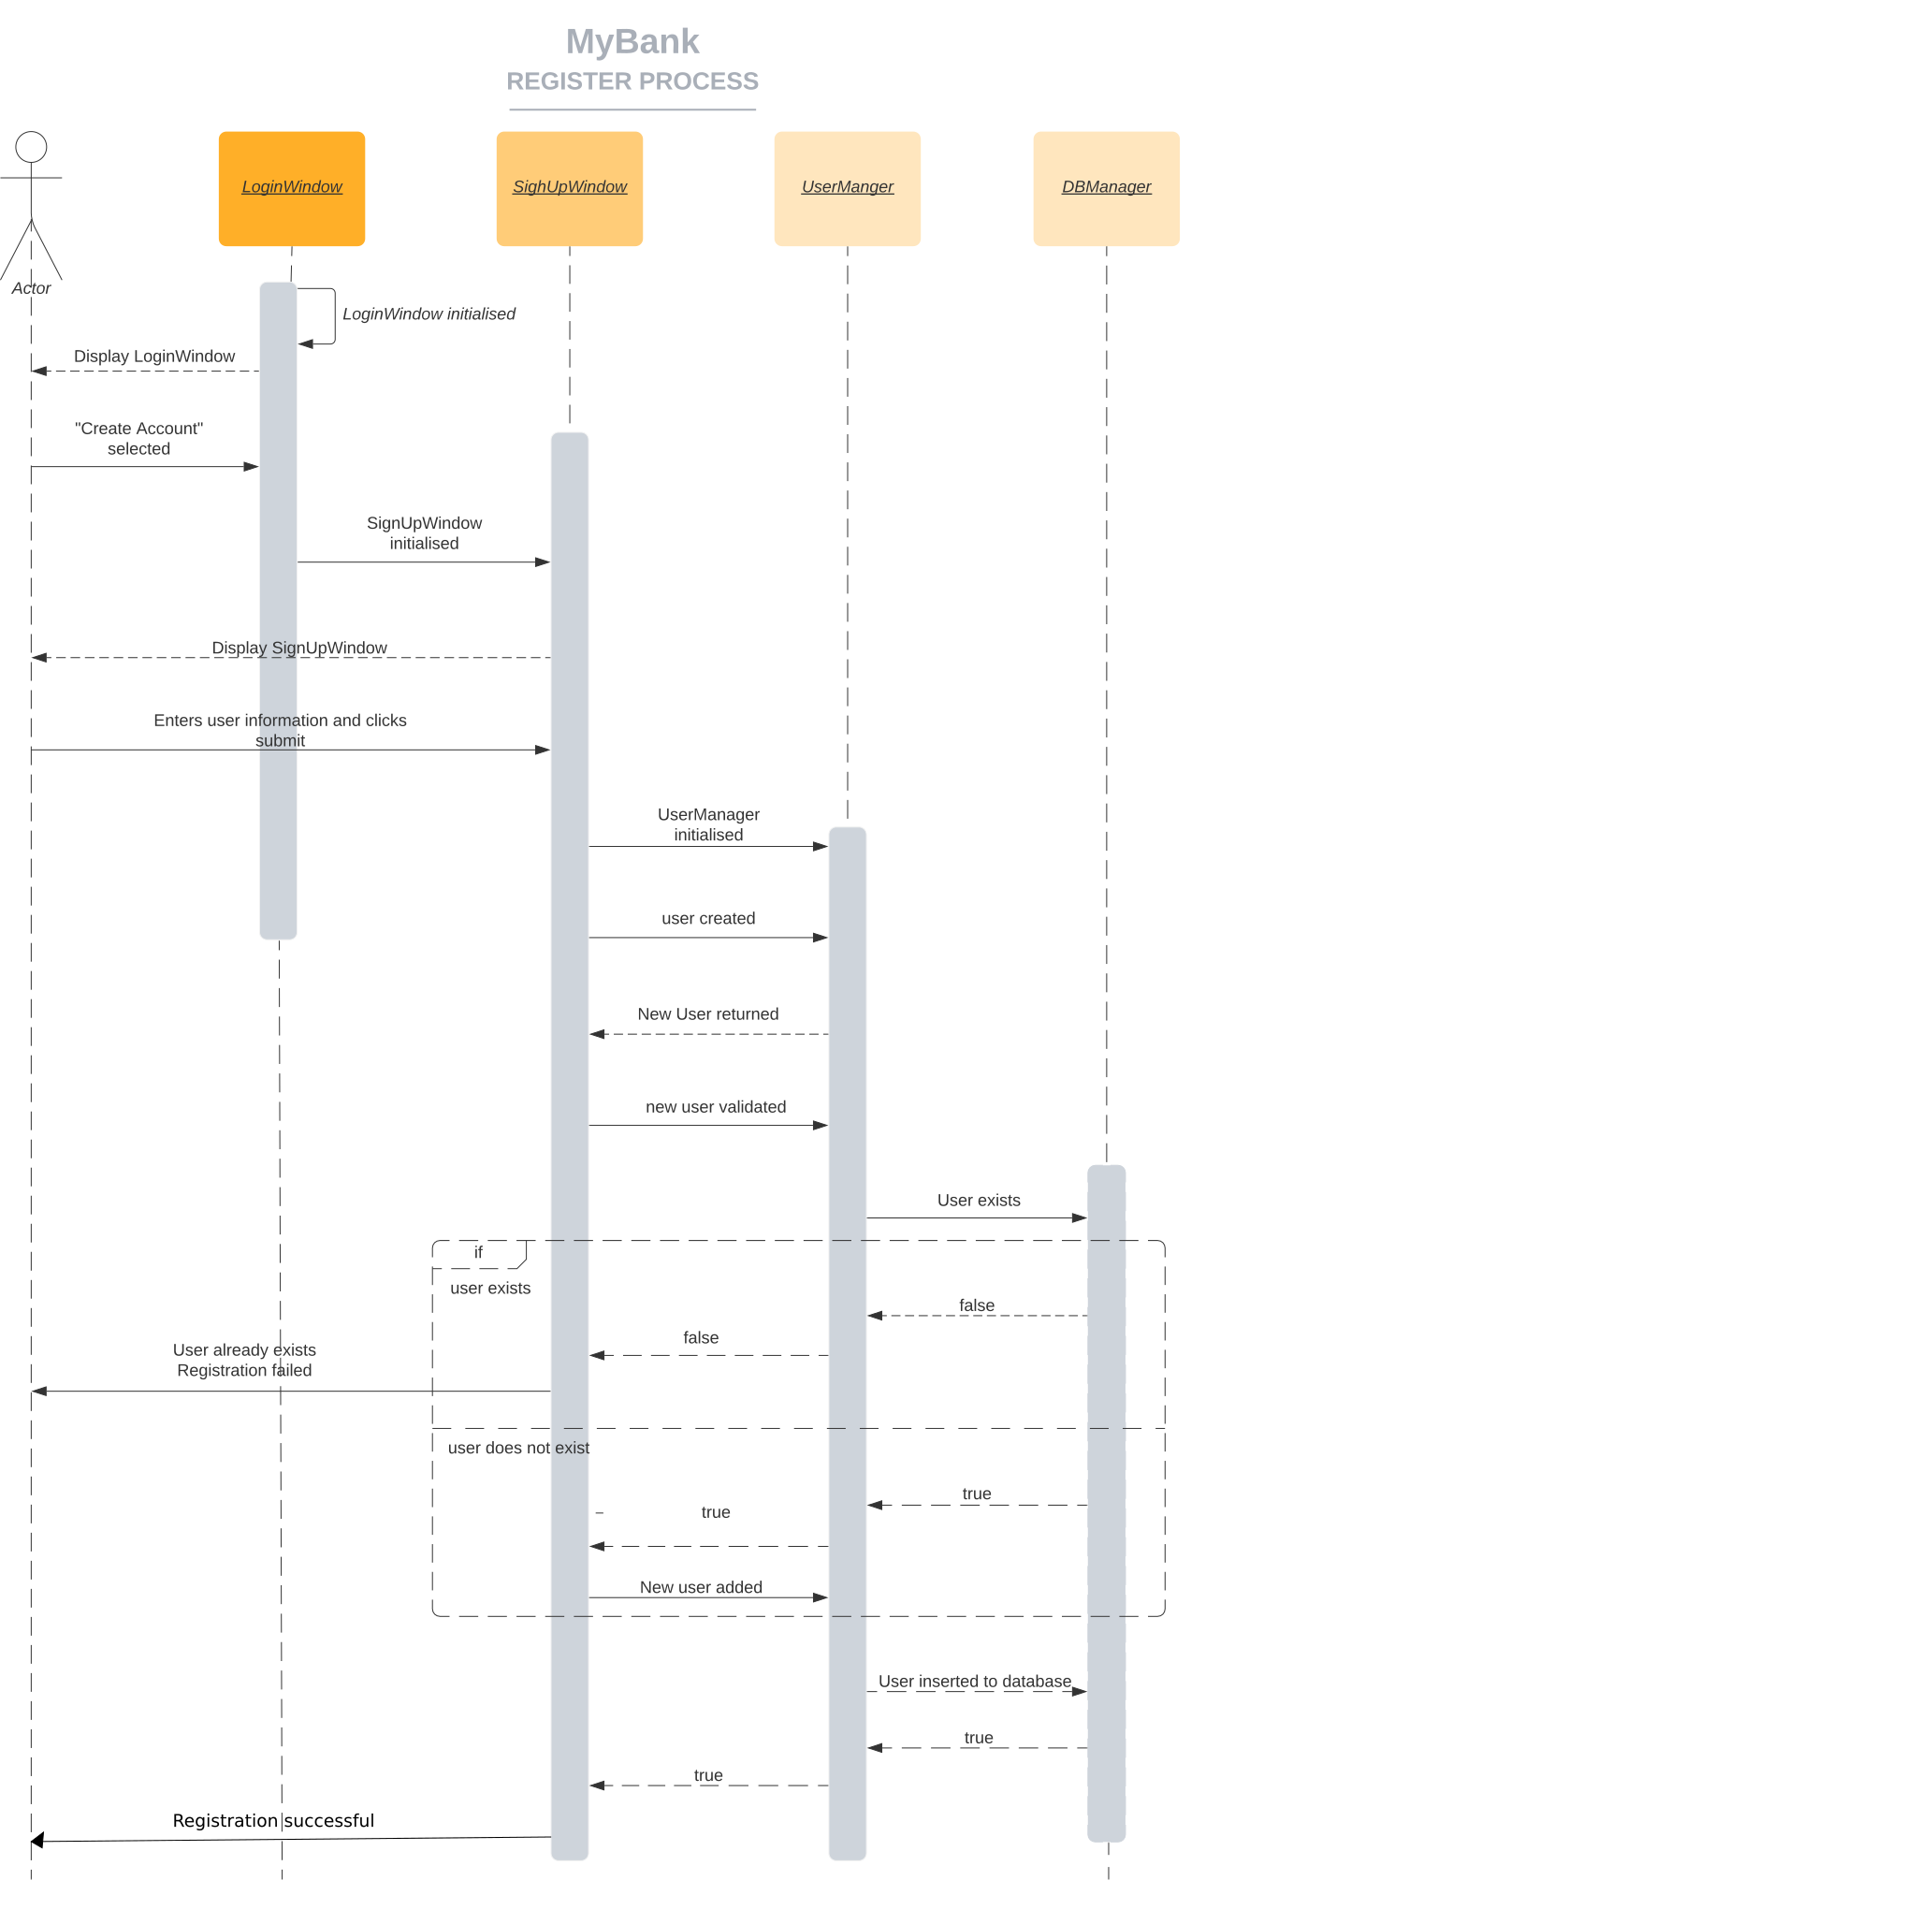 MyBank
REGISTER PROCESS
LoginWindow
SighUpWindow
UserManger
DBManager
Actor
LoginWindow initialised
Display LoginWindow
"Create Account"
selected
SignUpWindow
initialised
Display SignUpWindow
Enters user information and clicks
submit
UserManager
initialised
user created
New User returned
new user validated
User exists
if
user exists
false
false
User already exists
Registration failed
user does not exist
true
true
New user added
User inserted to database
true
true
Registration successful